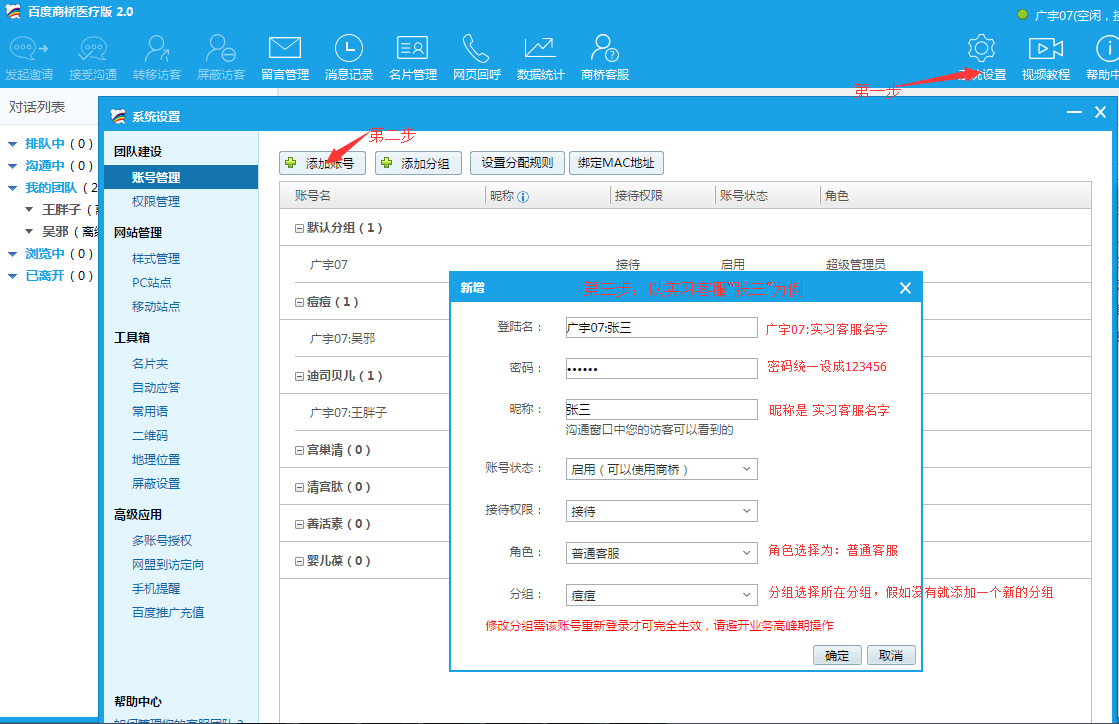 百度商桥医疗版 2.0
广宇07(空闲，接
发起邀请 接受沟通 转移访客 屏蔽访客 留言管理 消息记录 名片管理 网页回呼 数据统计 商桥客服
设置 视频教程 帮助中
第一步
对话列表
排队中 ( 0 )
沟通中 ( 0 )
我的团队 ( 2
王胖子（离
吴邪（离线
浏览中 ( 0 )
已离开 ( 0 )
系统设置
团队建设
账号管理
权限管理
网站管理
样式管理
PC站点
移动站点
工具箱
名片夹
自动应答
常用语
二维码
地理位置
屏蔽设置
高级应用
多账号授权
网盟到访定向
手机提醒
百度推广充值
帮助中心
如何管理您的客服团队？
第二步
添加账号 添加分组 设置分配规则 绑定MAC地址
账号名 昵称 接待权限 账号状态 角色
默认分组 ( 1 )
广宇07 接待 启用 超级管理员
痘痘 ( 1 )
广宇07:吴邪
迪司贝儿 ( 1 )
广宇07:王胖子
宫巢清 ( 0 )
清宫肽 ( 0 )
善活素 ( 0 )
婴儿葆 ( 0 )
新增
第三步：以实习客服"张三"为例
登陆名： 广宇07:张三 广宇07:实习客服名字
密码： •••••• 密码统一设成123456
昵称： 张三 昵称是 实习客服名字
沟通窗口中您的访客可以看到的
账号状态： 启用（可以使用商桥）
接待权限： 接待
角色： 普通客服 角色选择为：普通客服
分组： 痘痘 分组选择所在分组，假如没有就添加一个新的分组
修改分组需该账号重新登录才可完全生效，请避开业务高峰期操作
确定 取消